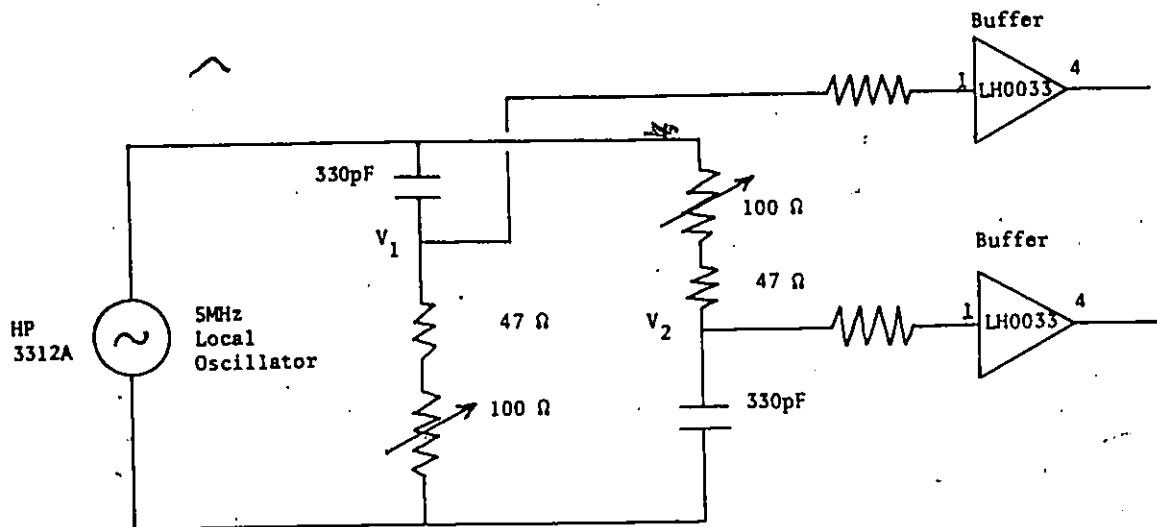 Buffer
1
LH0033
4
330pF
100 Ω
V1
Buffer
47 Ω
HP
3312A
5MHz
Local
Oscillator
47 Ω
V2
1
LH0033
4
100 Ω
330pF